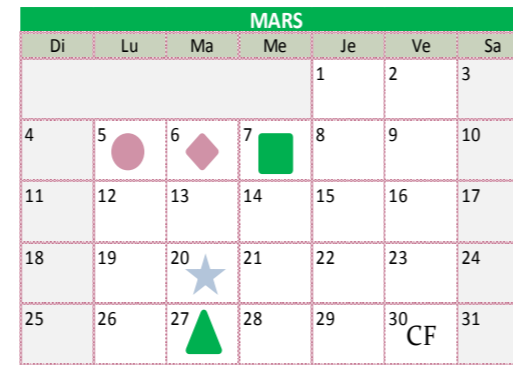 MARS
Di Lu Ma Me Je Ve Sa
1 2 3
4 5 6 7 8 9 10
11 12 13 14 15 16 17
18 19 20 21 22 23 24
25 26 27 28 29 30 31
CF